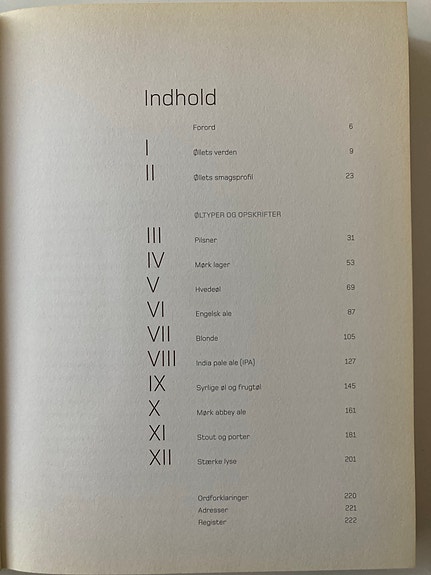 Indhold
Forord 6
I Øllets verden 9
II Øllets smagsprofil 23
ØLTYPER OG OPSKRIFTER
III Pilsner 31
IV Mørk lager 53
V Hvedeøl 69
VI Engelsk ale 87
VII Blonde 105
VIII India pale ale (IPA) 127
IX Syrlige øl og frugtøl 145
X Mørk abbey ale 161
XI Stout og porter 181
XII Stærke lyse 201
Ordforklaringer 220
Adresser 221
Register 222